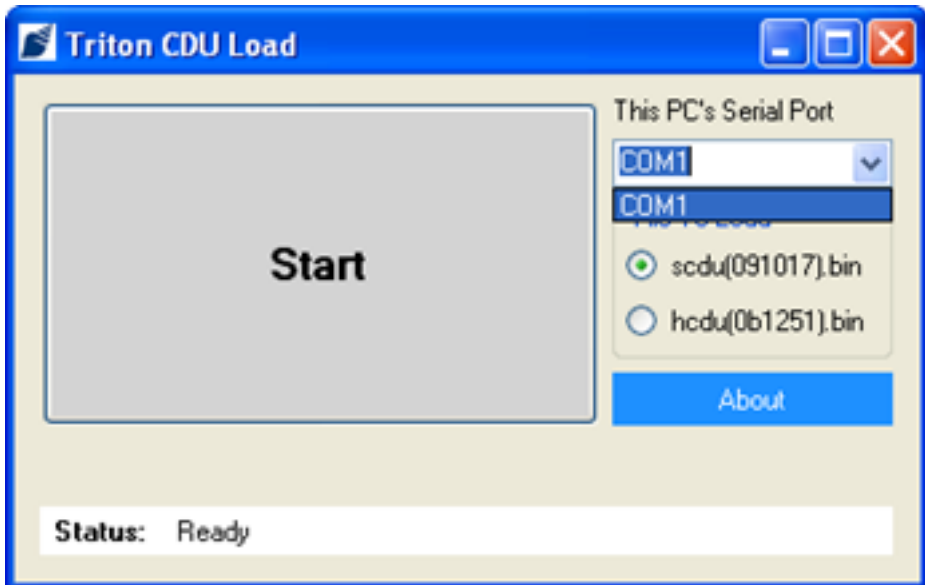 Triton CDU Load
This PC's Serial Port
COM1
COM1
Start
scdu(091017).bin
hcdu(0b1251).bin
About
Status: Ready